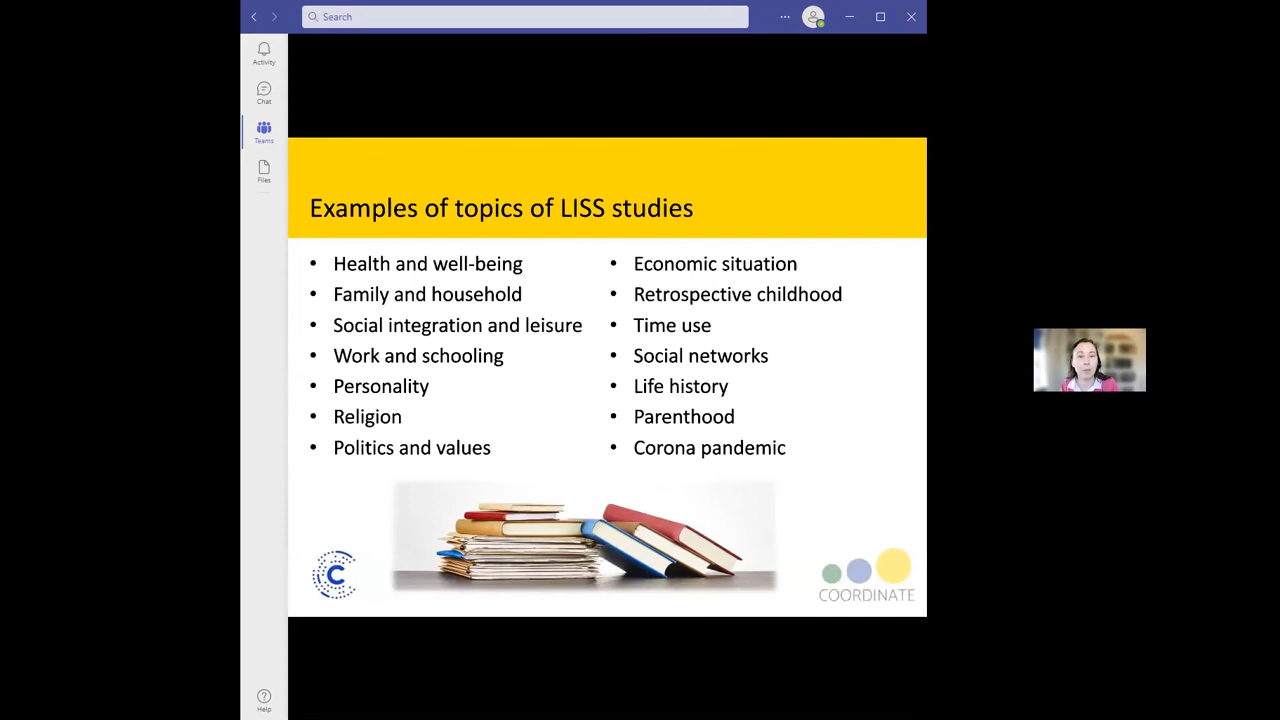 Search
Activity
Chat
Teams
Files
Help
Examples of topics of LISS studies
• Health and well-being
• Family and household
• Social integration and leisure
• Work and schooling
• Personality
• Religion
• Politics and values
• Economic situation
• Retrospective childhood
• Time use
• Social networks
• Life history
• Parenthood
• Corona pandemic
C
COORDINATE